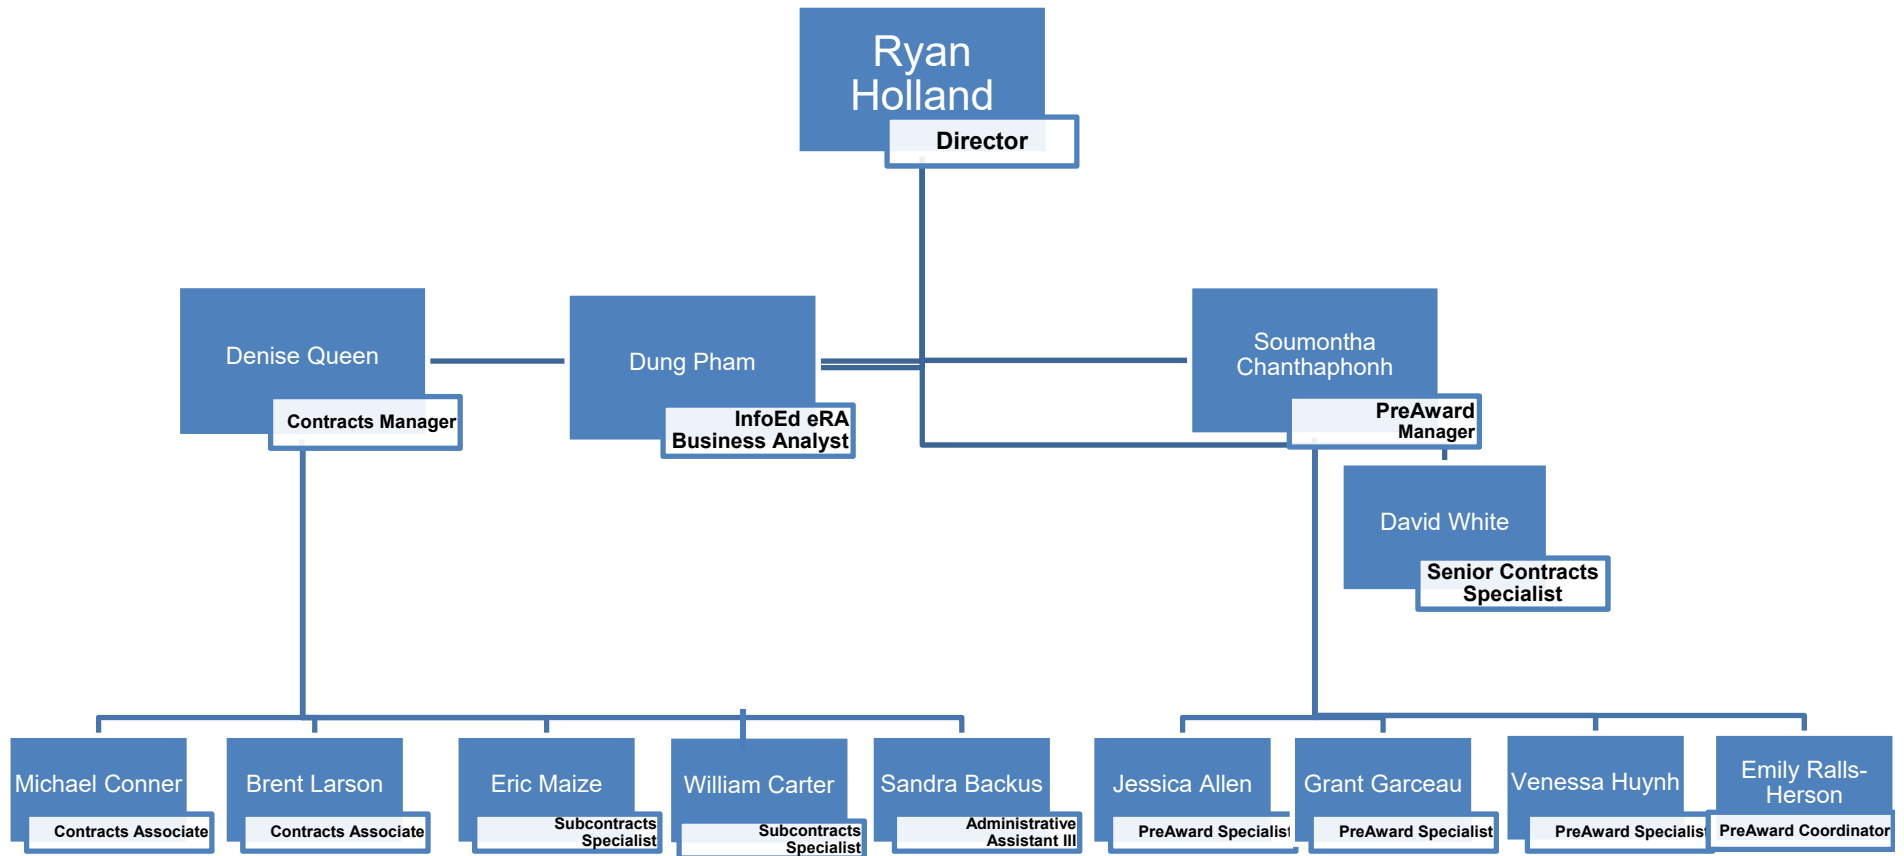 Ryan
Holland
Director
Denise Queen
Contracts Manager
Dung Pham
InfoEd eRA
Business Analyst
Soumontha
Chanthaphonh
PreAward
Manager
David White
Senior Contracts
Specialist
Michael Conner
Contracts Associate
Brent Larson
Contracts Associate
Eric Maize
Subcontracts
Specialist
William Carter
Subcontracts
Specialist
Sandra Backus
Administrative
Assistant III
Jessica Allen
PreAward Specialist
Grant Garceau
PreAward Specialist
Venessa Huynh
PreAward Specialist
Emily Ralls-
Herson
PreAward Coordinator